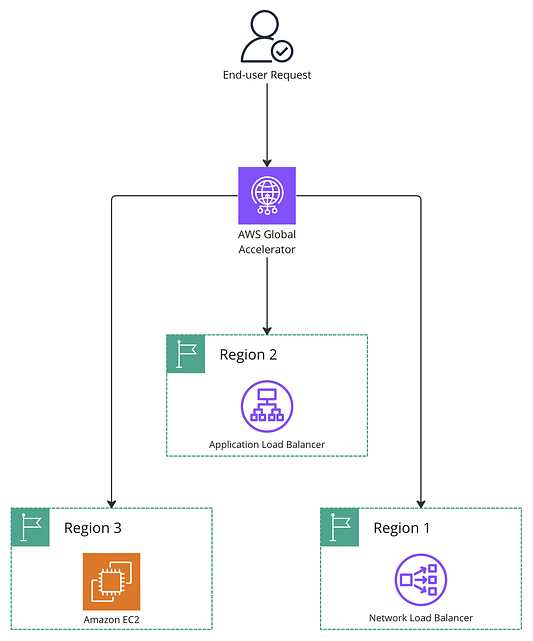 End-user Request
AWS Global
Accelerator
Region 2
Application Load Balancer
Region 3
Amazon EC2
Region 1
Network Load Balancer